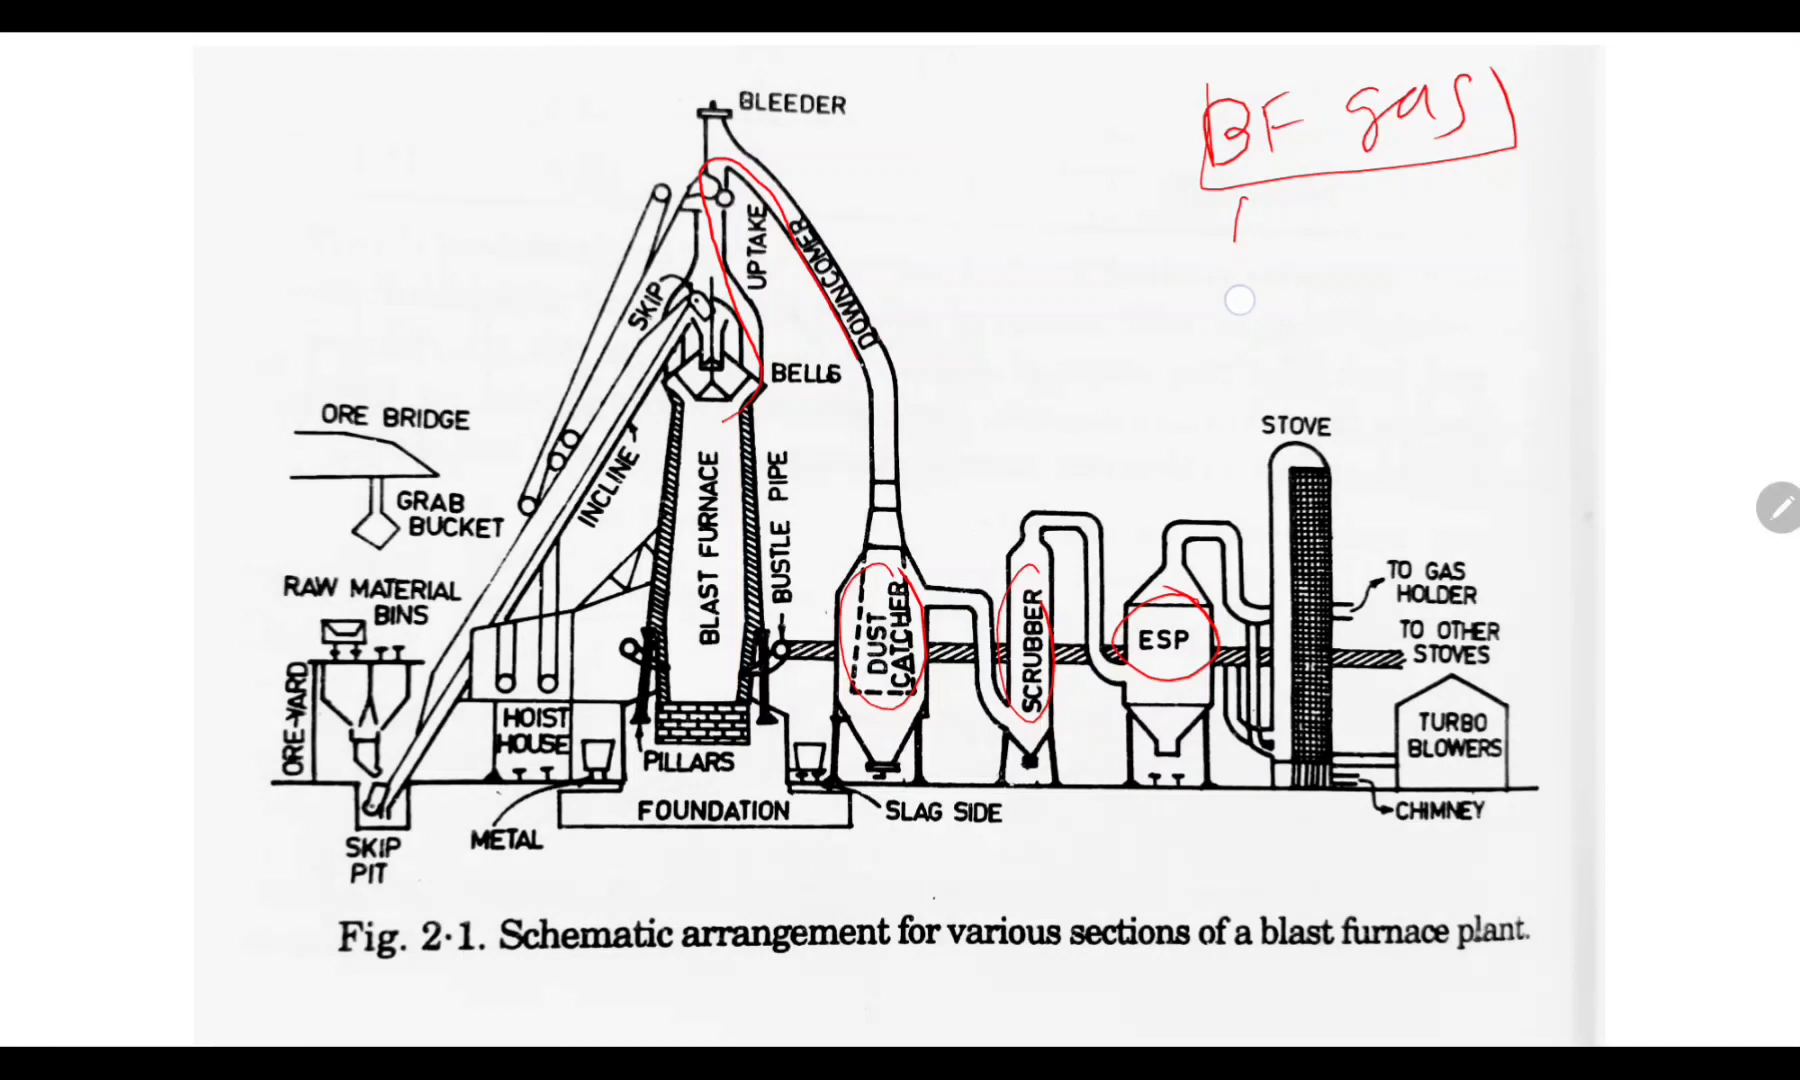 BF gas
BLEEDER
UPTAKE
DOWNCOMER
SKIP
BELLS
ORE BRIDGE
GRAB
BUCKET
INCLINE
BLAST FURNACE
BUSTLE PIPE
STOVE
RAW MATERIAL
BINS
DUST
CATCHER
SCRUBBER
ESP
TO GAS
HOLDER
TO OTHER
STOVES
ORE-YARD
HOIST
HOUSE
PILLARS
TURBO
BLOWERS
FOUNDATION
SLAG SIDE
CHIMNEY
METAL
SKIP
PIT
Fig. 2·1. Schematic arrangement for various sections of a blast furnace plant.